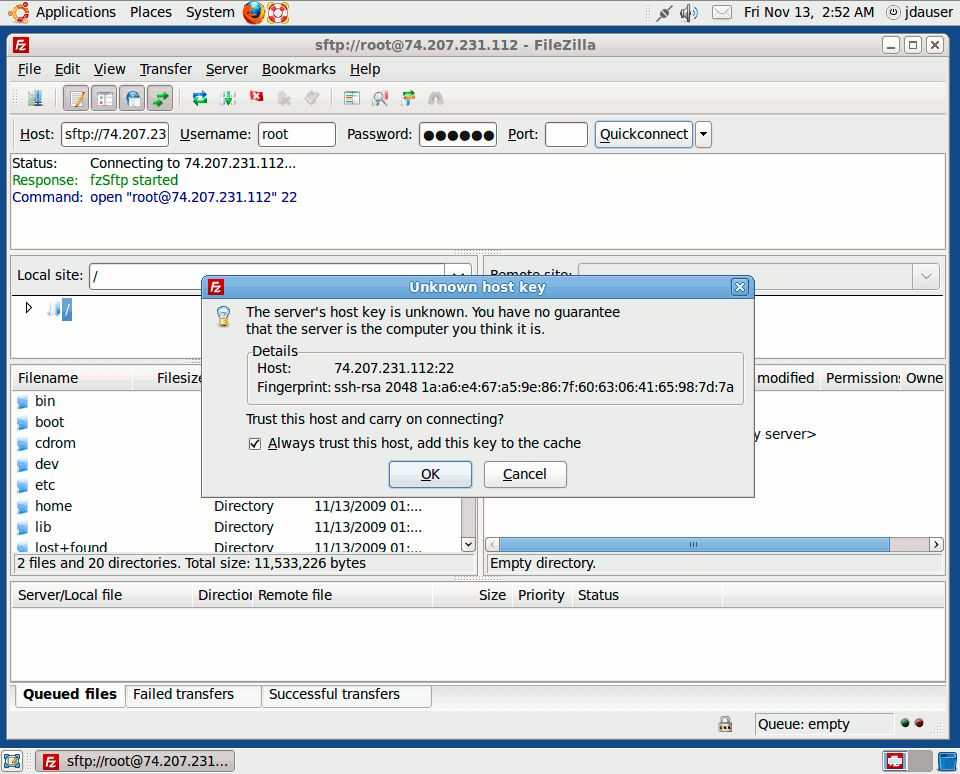 Applications Places System Fri Nov 13, 2:52 AM jdauser
sftp://root@74.207.231.112 - FileZilla
File Edit View Transfer Server Bookmarks Help
Host: sftp://74.207.23 Username: root Password: ●●●●●● Port: Quickconnect
Status: Connecting to 74.207.231.112...
Response: fzSftp started
Command: open "root@74.207.231.112" 22
Local site: / Remote site:
/
Unknown host key
The server's host key is unknown. You have no guarantee
that the server is the computer you think it is.
Details
Host: 74.207.231.112:22
Fingerprint: ssh-rsa 2048 1a:a6:e4:67:a5:9e:86:7f:60:63:06:41:65:98:7d:7a
Trust this host and carry on connecting?
Always trust this host, add this key to the cache
OK Cancel
Filename Filesize modified Permissions Owne
y server>
bin
boot
cdrom
dev
etc
home Directory 11/13/2009 01:...
lib Directory 11/13/2009 01:...
lost+found Directory 11/13/2009 01:...
2 files and 20 directories. Total size: 11,533,226 bytes Empty directory.
Server/Local file Direction Remote file Size Priority Status
Queued files Failed transfers Successful transfers
Queue: empty
sftp://root@74.207.231...